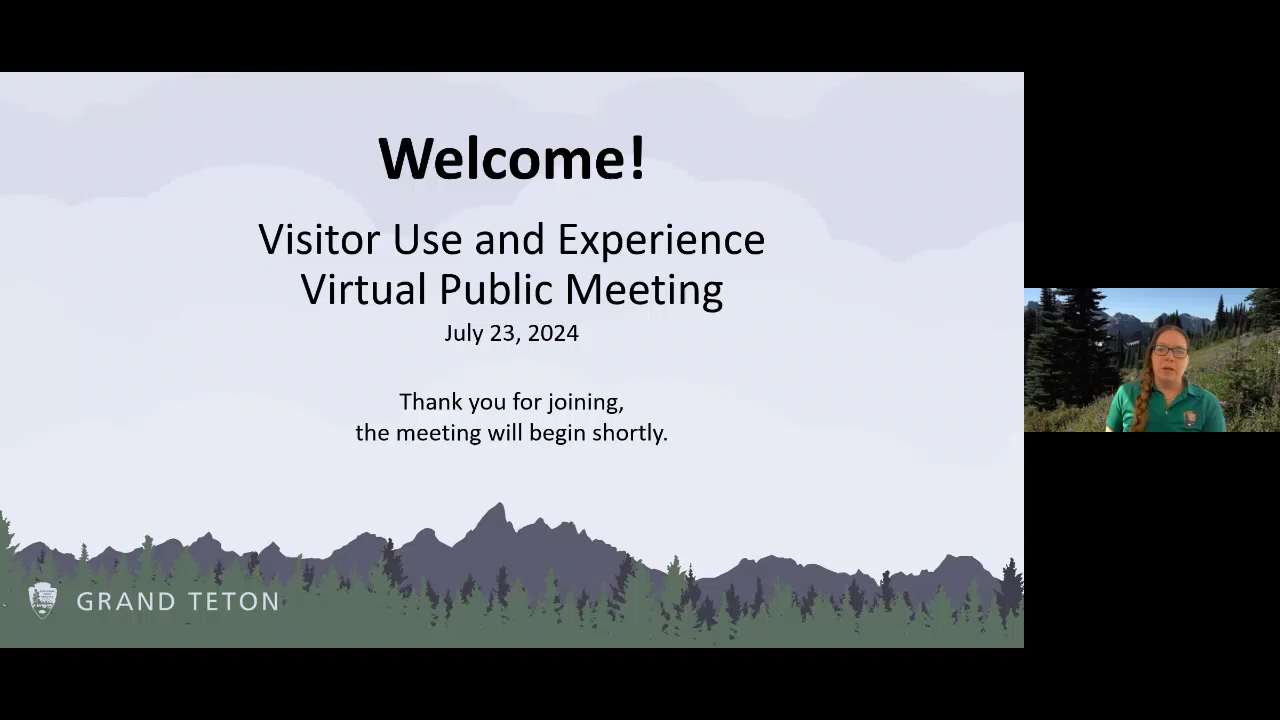 Welcome!
Visitor Use and Experience
Virtual Public Meeting
July 23, 2024
Thank you for joining,
the meeting will begin shortly.
GRAND TETON